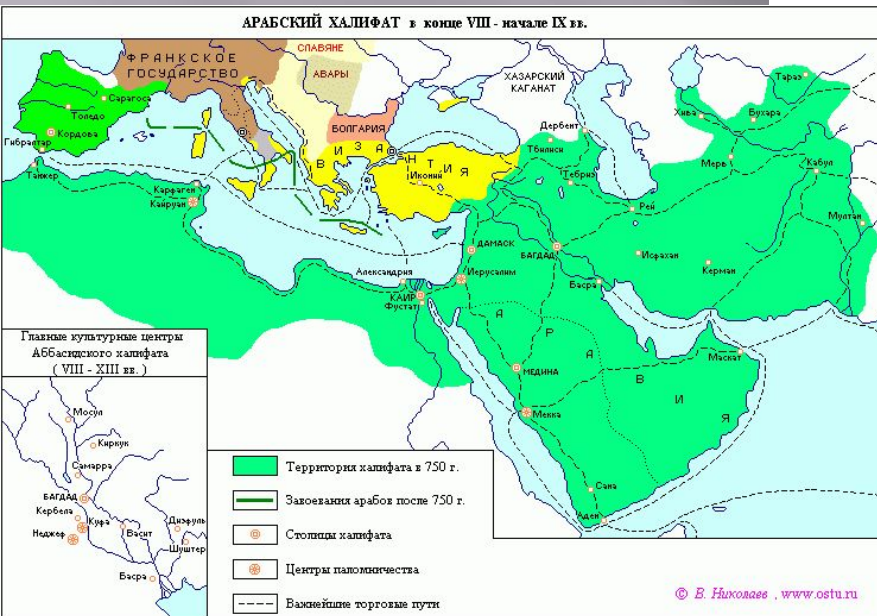 АРАБСКИЙ ХАЛИФАТ в конце VIII - начале IX вв.
ФРАНКСКОЕ
ГОСУДАРСТВО
СЛАВЯНЕ
АВАРЫ
ХАЗАРСКИЙ
КАГАНАТ
БОЛГАРИЯ
ВИЗАНТИЯ
Иконий
Сарагоса
Толедо
Кордова
Гибралтар
Танжер
Карфаген
Кайруан
Дербент
Тбилиси
Тебриз
Тараз
Хива
Бухара
Мерв
Кабул
Рей
Мултан
ДАМАСК
БАГДАД
Исфахан
Керман
Александрия
Иерусалим
КАИР
Фустат
Басра
АРАВИЯ
МЕДИНА
Маскат
Мекка
Сана
Аден
Главные культурные центры
Аббасидского халифата
( VIII - XIII вв. )
Мосул
Киркук
Самарра
БАГДАД
Кербела
Куфа
Неджеф
Васит
Дизфуль
Шуштер
Басра
Территория халифата в 750 г.
Завоевания арабов после 750 г.
Столицы халифата
Центры паломничества
Важнейшие торговые пути
© В. Николаев , www.ostu.ru